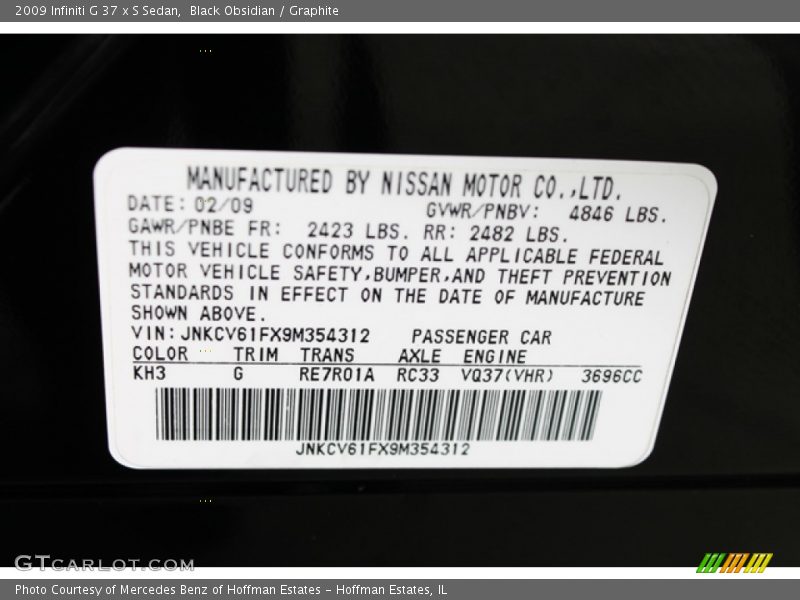 2009 Infiniti G 37 x S Sedan,  Black Obsidian / Graphite
MANUFACTURED BY NISSAN MOTOR CO.,LTD.
DATE: 02/09 GVWR/PNBV: 4846 LBS.
GAWR/PNBE FR: 2423 LBS. RR: 2482 LBS.
THIS VEHICLE CONFORMS TO ALL APPLICABLE FEDERAL
MOTOR VEHICLE SAFETY,BUMPER,AND THEFT PREVENTION
STANDARDS IN EFFECT ON THE DATE OF MANUFACTURE
SHOWN ABOVE.
VIN:JNKCV61FX9M354312 PASSENGER CAR
COLOR TRIM TRANS AXLE ENGINE
KH3 G RE7R01A RC33 VQ37(VHR) 3696CC
JNKCV61FX9M354312
GTCARLOT.COM
Photo Courtesy of Mercedes Benz of Hoffman Estates – Hoffman Estates, IL